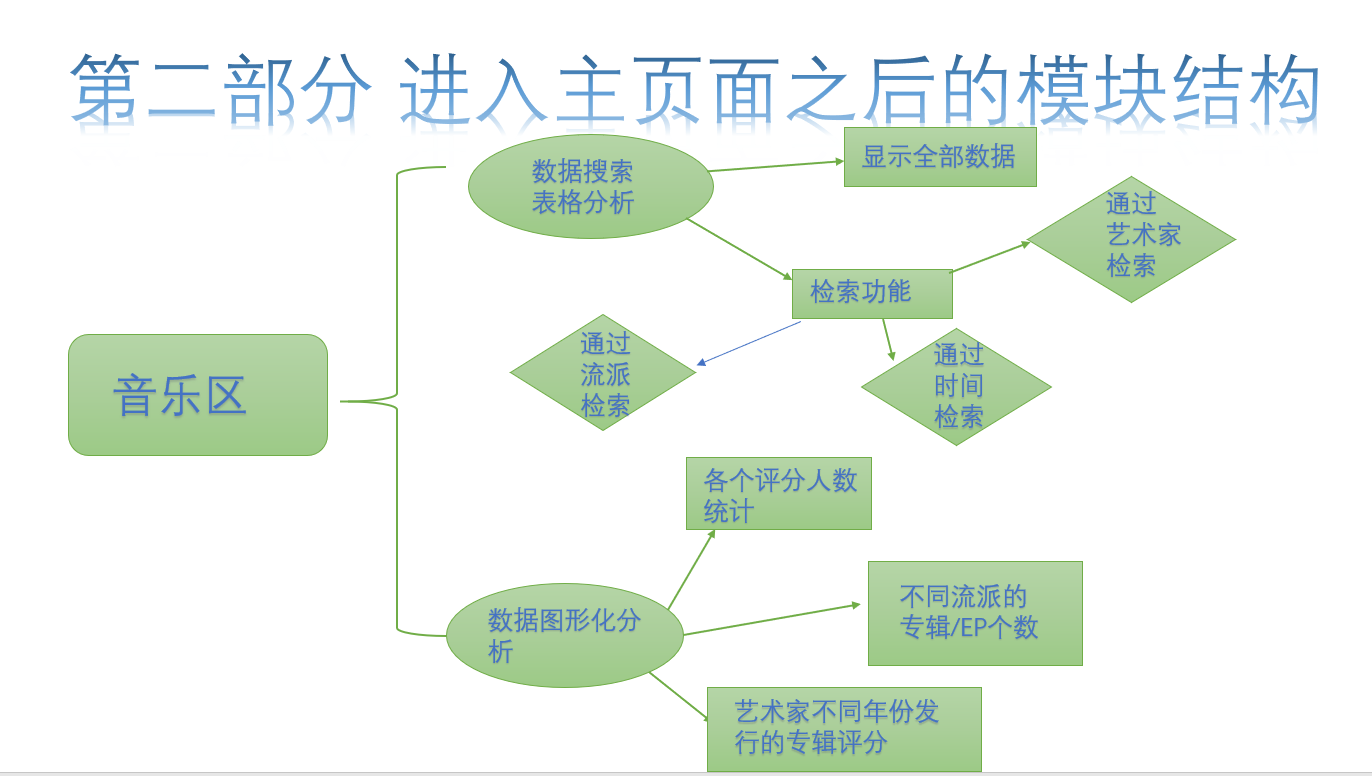 第二部分 进入主页面之后的模块结构
数据搜索
表格分析
显示全部数据
通过
艺术家
检索
检索功能
通过
流派
检索
通过
时间
检索
音乐区
各个评分人数
统计
数据图形化分
析
不同流派的
专辑/EP个数
艺术家不同年份发
行的专辑评分